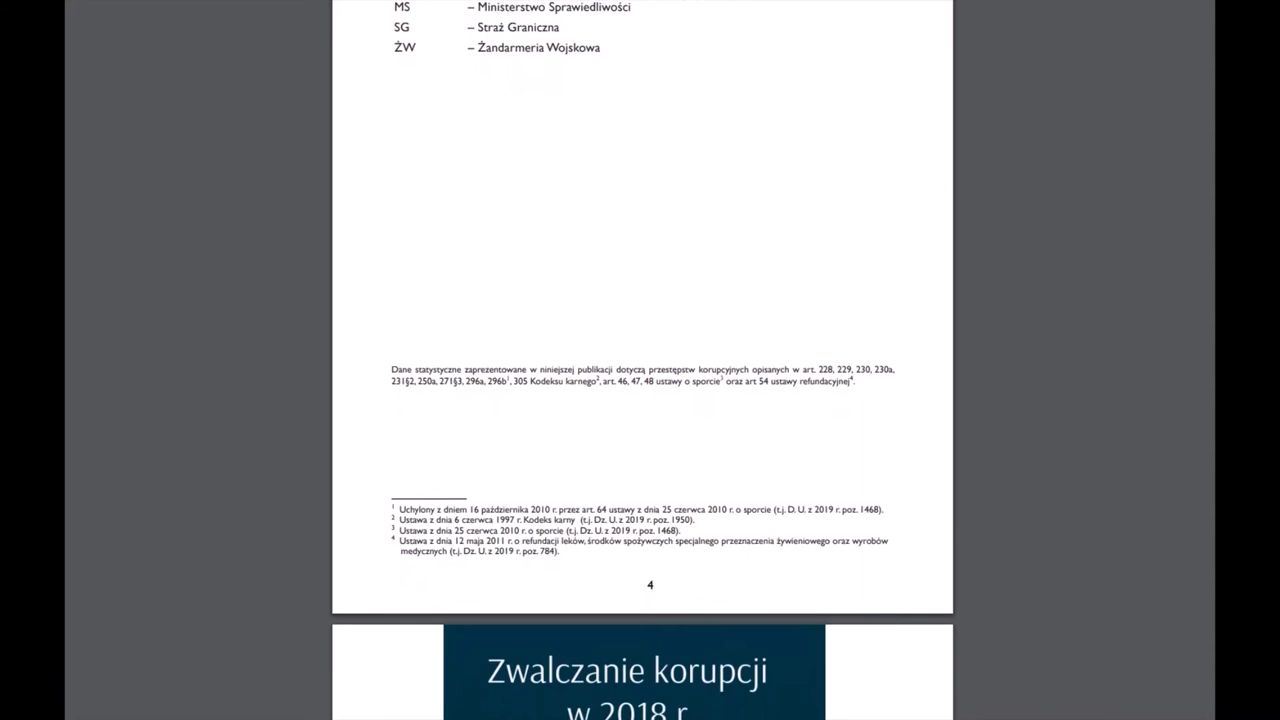 MS – Ministerstwo Sprawiedliwości
SG – Straż Graniczna
ŻW – Żandarmeria Wojskowa
Dane statystyczne zaprezentowane w niniejszej publikacji dotyczą przestępstw korupcyjnych opisanych w art. 228, 229, 230, 230a,
231§2, 250a, 271§3, 296a, 296b¹, 305 Kodeksu karnego², art. 46, 47, 48 ustawy o sporcie³ oraz art 54 ustawy refundacyjnej⁴.
¹ Uchylony z dniem 16 października 2010 r. przez art. 64 ustawy z dnia 25 czerwca 2010 r. o sporcie (t.j. D. U. z 2019 r. poz. 1468).
² Ustawa z dnia 6 czerwca 1997 r. Kodeks karny (t.j. Dz. U. z 2019 r. poz. 1950).
³ Ustawa z dnia 25 czerwca 2010 r. o sporcie (t.j. Dz. U. z 2019 r. poz. 1468).
⁴ Ustawa z dnia 12 maja 2011 r. o refundacji leków, środków spożywczych specjalnego przeznaczenia żywieniowego oraz wyrobów
medycznych (t.j. Dz. U. z 2019 r. poz. 784).
4
Zwalczanie korupcji
w 2018 r